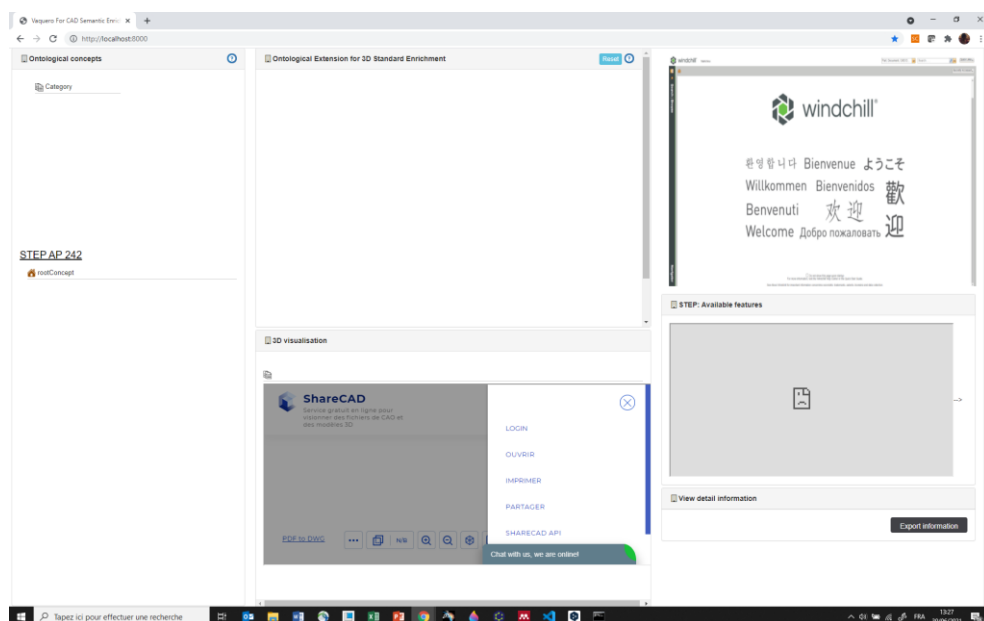 Vaquero For CAD Semantic Enric
http://localhost:8000
Ontological concepts
Category
STEP AP 242
rootConcept
Ontological Extension for 3D Standard Enrichment
Reset
3D visualisation
ShareCAD
Service gratuit en ligne pour
visionner des fichiers de CAO et
des modèles 3D
LOGIN
OUVRIR
IMPRIMER
PARTAGER
SHARECAD API
PDF to DWG
N/B
Chat with us, we are online!
windchill
windchill
환영합니다 Bienvenue ようこそ
Willkommen Bienvenidos 歡
Benvenuti 欢迎 迎
Welcome Добро пожаловать
STEP: Available features
-->
View detail information
Export information
Tapez ici pour effectuer une recherche
FRA
13:27